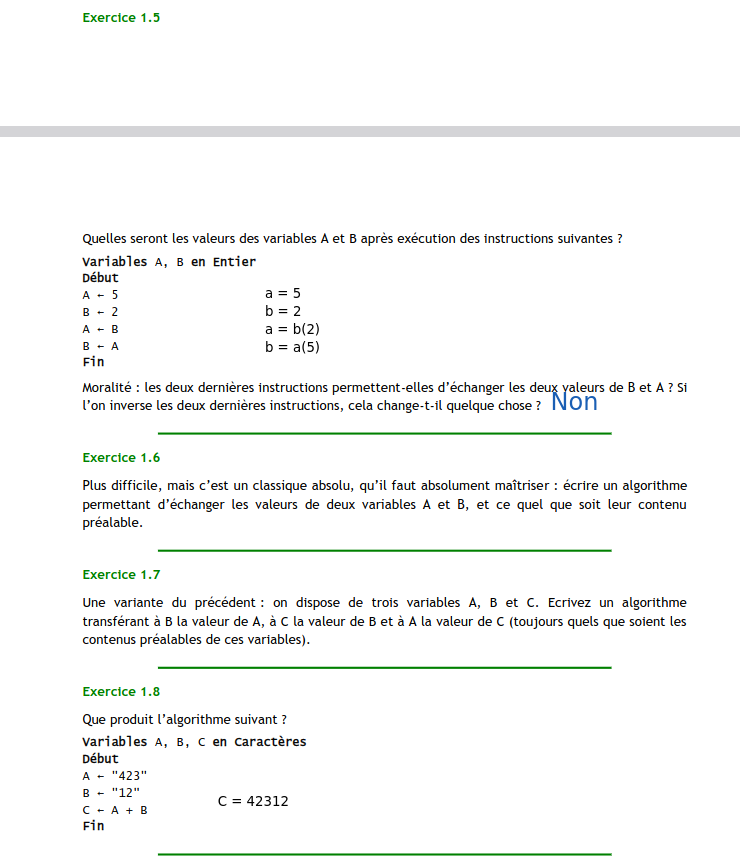 Exercice 1.5
Quelles seront les valeurs des variables A et B après exécution des instructions suivantes ?
Variables A, B en Entier
Début
A ← 5 a = 5
B ← 2 b = 2
A ← B a = b(2)
B ← A b = a(5)
Fin
Moralité : les deux dernières instructions permettent-elles d’échanger les deux valeurs de B et A ? Si
l’on inverse les deux dernières instructions, cela change-t-il quelque chose ? Non
Exercice 1.6
Plus difficile, mais c’est un classique absolu, qu’il faut absolument maîtriser : écrire un algorithme
permettant d’échanger les valeurs de deux variables A et B, et ce quel que soit leur contenu
préalable.
Exercice 1.7
Une variante du précédent : on dispose de trois variables A, B et C. Ecrivez un algorithme
transférant à B la valeur de A, à C la valeur de B et à A la valeur de C (toujours quels que soient les
contenus préalables de ces variables).
Exercice 1.8
Que produit l’algorithme suivant ?
Variables A, B, C en Caractères
Début
A ← "423"
B ← "12" C = 42312
C ← A + B
Fin